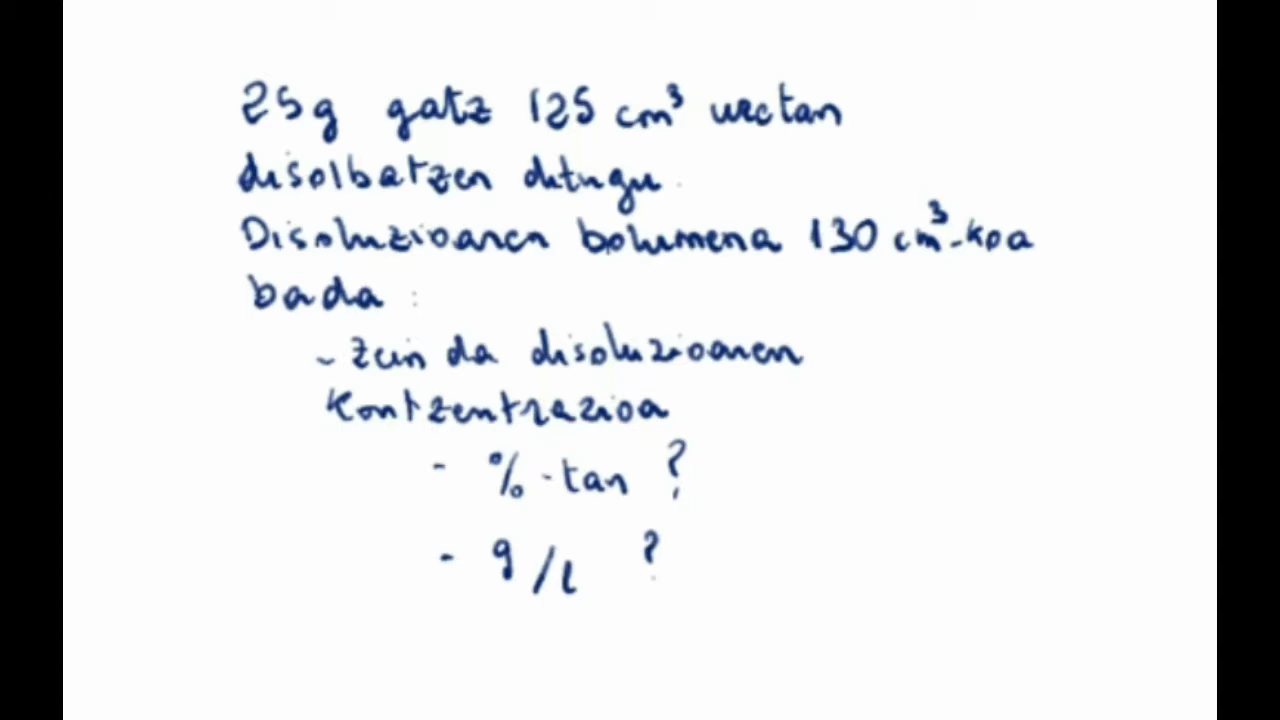 25g gatz 125 cm³ uretan
disolbatzen ditugu.
Disoluzioaren bolumena 130 cm³-koa
bada :
- Zein da disoluzioaren
Kontzentrazioa
- % -tan ?
- g/l ?